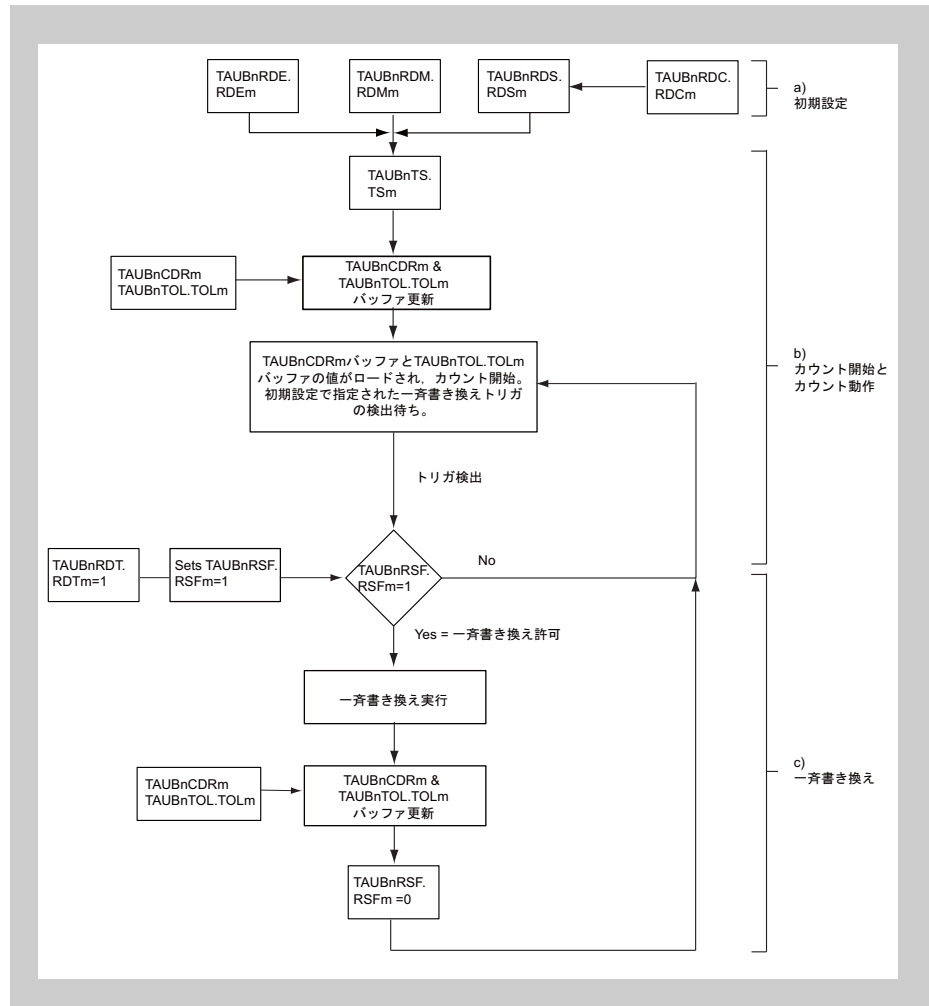 TAUBnRDE.
RDEm
TAUBnRDM.
RDMm
TAUBnRDS.
RDSm
TAUBnRDC.
RDCm
a)
初期設定
TAUBnTS.
TSm
TAUBnCDRm
TAUBnTOL.TOLm
TAUBnCDRm &
TAUBnTOL.TOLm
バッファ更新
TAUBnCDRmバッファとTAUBnTOL.TOLm
バッファの値がロードされ，カウント開始。
初期設定で指定された一斉書き換えトリガ
の検出待ち。
b)
カウント開始と
カウント動作
トリガ検出
TAUBnRDT.
RDTm=1
Sets TAUBnRSF.
RSFm=1
TAUBnRSF.
RSFm=1
No
Yes = 一斉書き換え許可
一斉書き換え実行
c)
一斉書き換え
TAUBnCDRm
TAUBnTOL.TOLm
TAUBnCDRm &
TAUBnTOL.TOLm
バッファ更新
TAUBnRSF.
RSFm =0